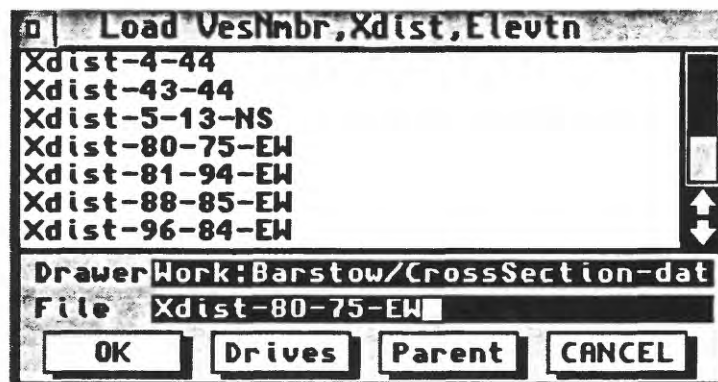 Load VesNmbr,Xdist,Elevtn
Xdist-4-44
Xdist-43-44
Xdist-5-13-NS
Xdist-80-75-EW
Xdist-81-94-EW
Xdist-88-85-EW
Xdist-96-84-EW
Drawer Work:Barstow/CrossSection-dat
File Xdist-80-75-EW
OK Drives Parent CANCEL